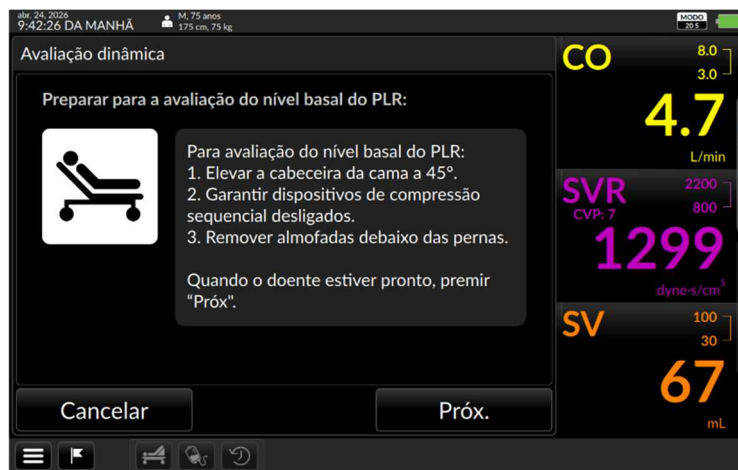 abr. 24, 2026
9:42:26 DA MANHÃ
M, 75 anos
175 cm, 75 kg
MODO
20 S
Avaliação dinâmica
Preparar para a avaliação do nível basal do PLR:
Para avaliação do nível basal do PLR:
1. Elevar a cabeceira da cama a 45°.
2. Garantir dispositivos de compressão
sequencial desligados.
3. Remover almofadas debaixo das pernas.
Quando o doente estiver pronto, premir
“Próx".
Cancelar
Próx.
CO
8.0
3.0
4.7
L/min
SVR
CVP: 7
2200
800
1299
dyne·s/cm⁵
SV
100
30
67
mL